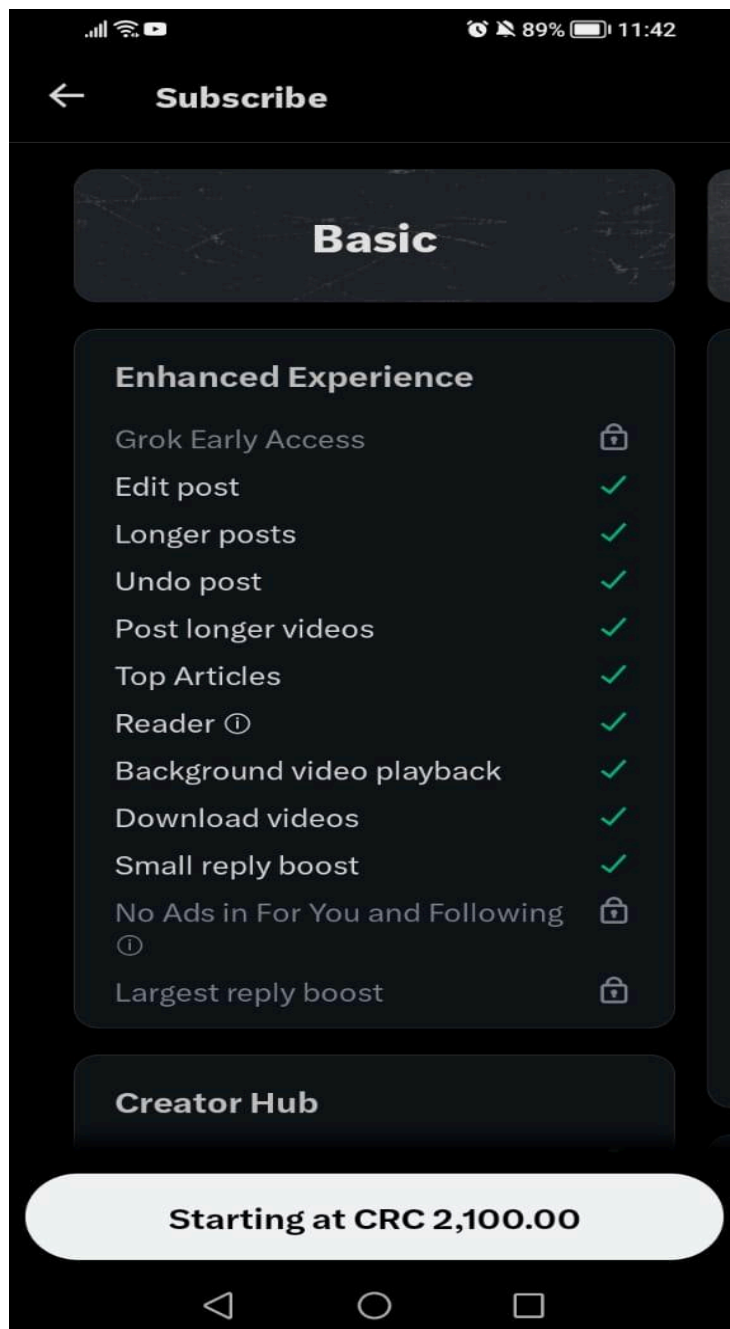 89% 11:42
Subscribe
Basic
Enhanced Experience
Grok Early Access
Edit post
Longer posts
Undo post
Post longer videos
Top Articles
Reader
Background video playback
Download videos
Small reply boost
No Ads in For You and Following
Largest reply boost
Creator Hub
Starting at CRC 2,100.00